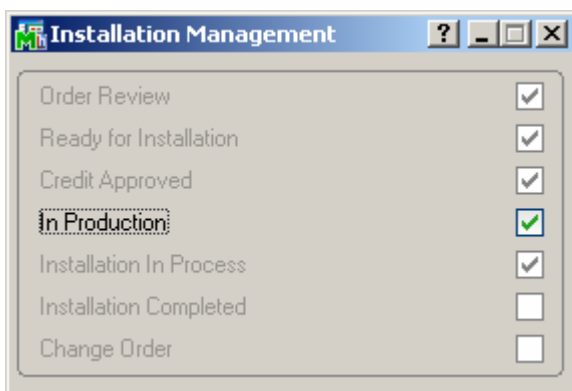 Installation Management
Order Review
Ready for Installation
Credit Approved
In Production
Installation In Process
Installation Completed
Change Order